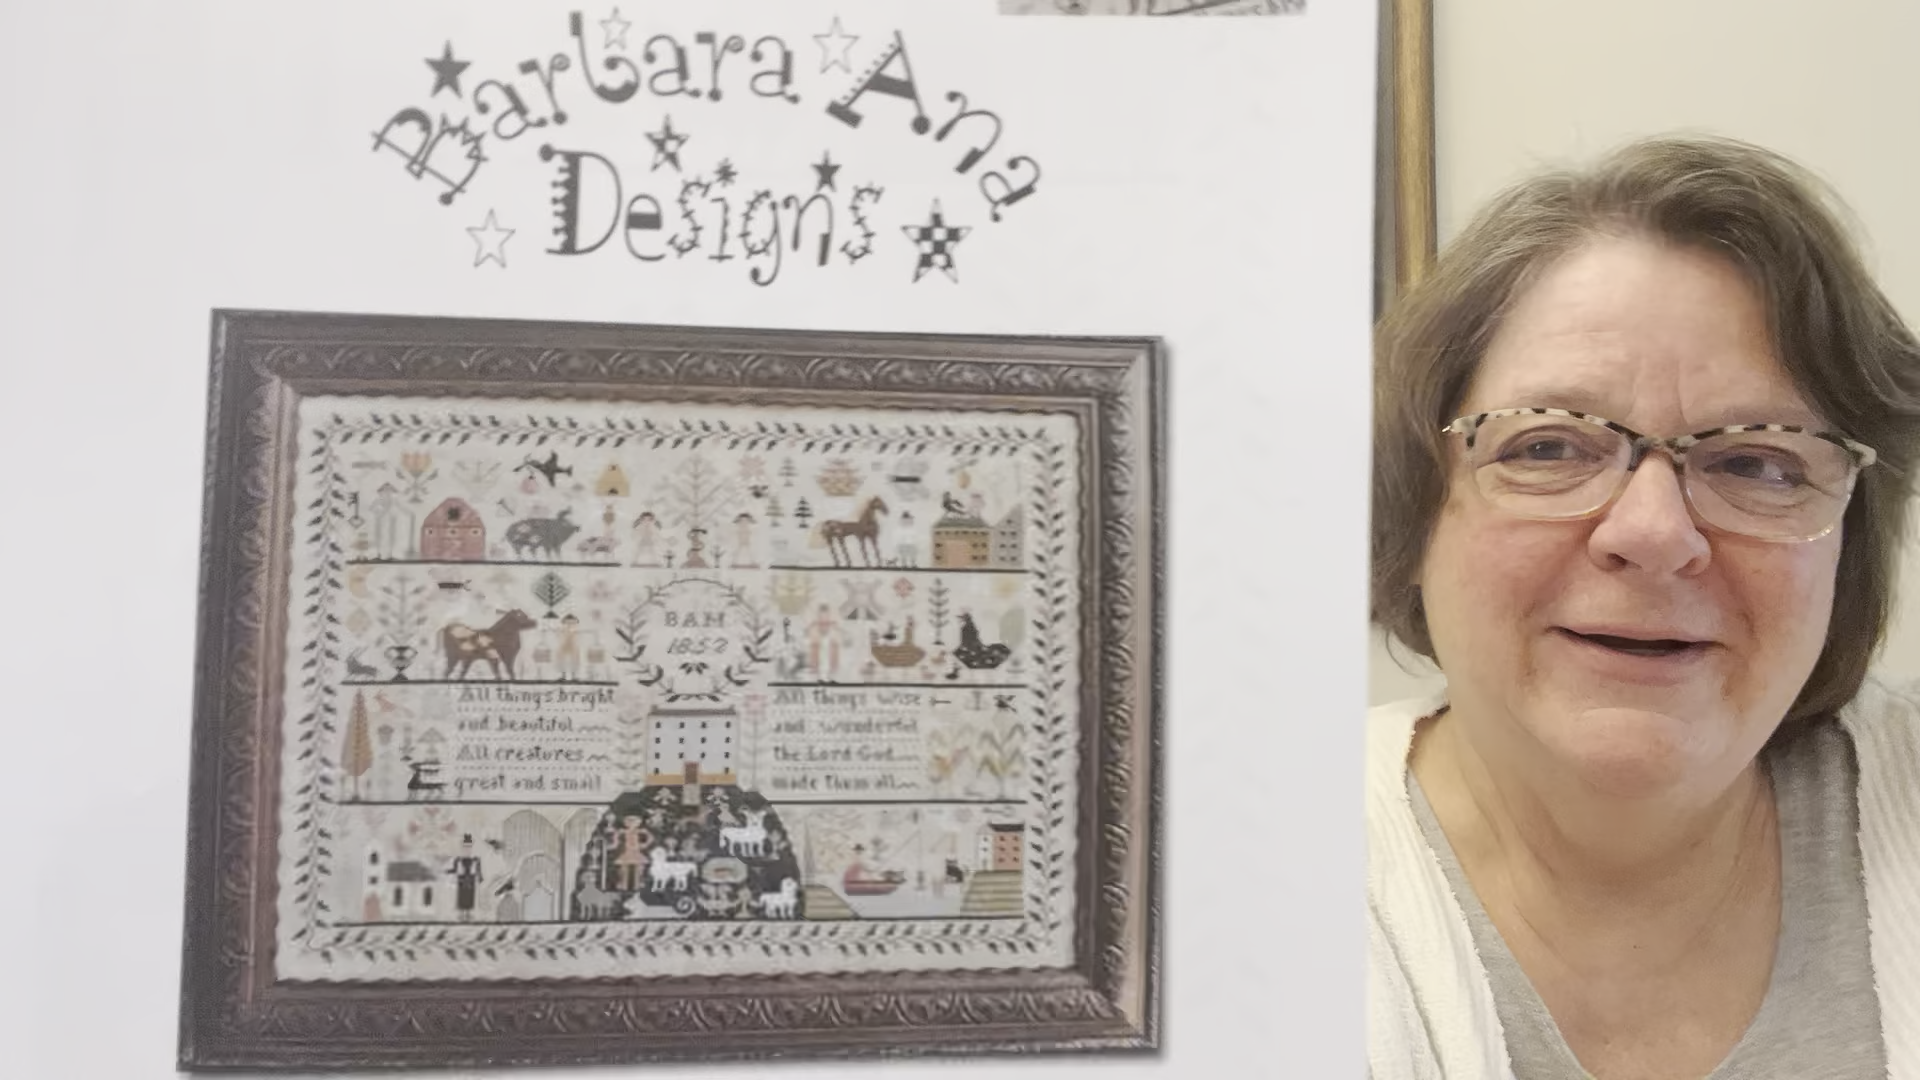 Barbara Ana
Designs
BAM
1852
All things bright
and beautiful
All creatures
great and small
All things wise
and wonderful
the Lord God
made them all